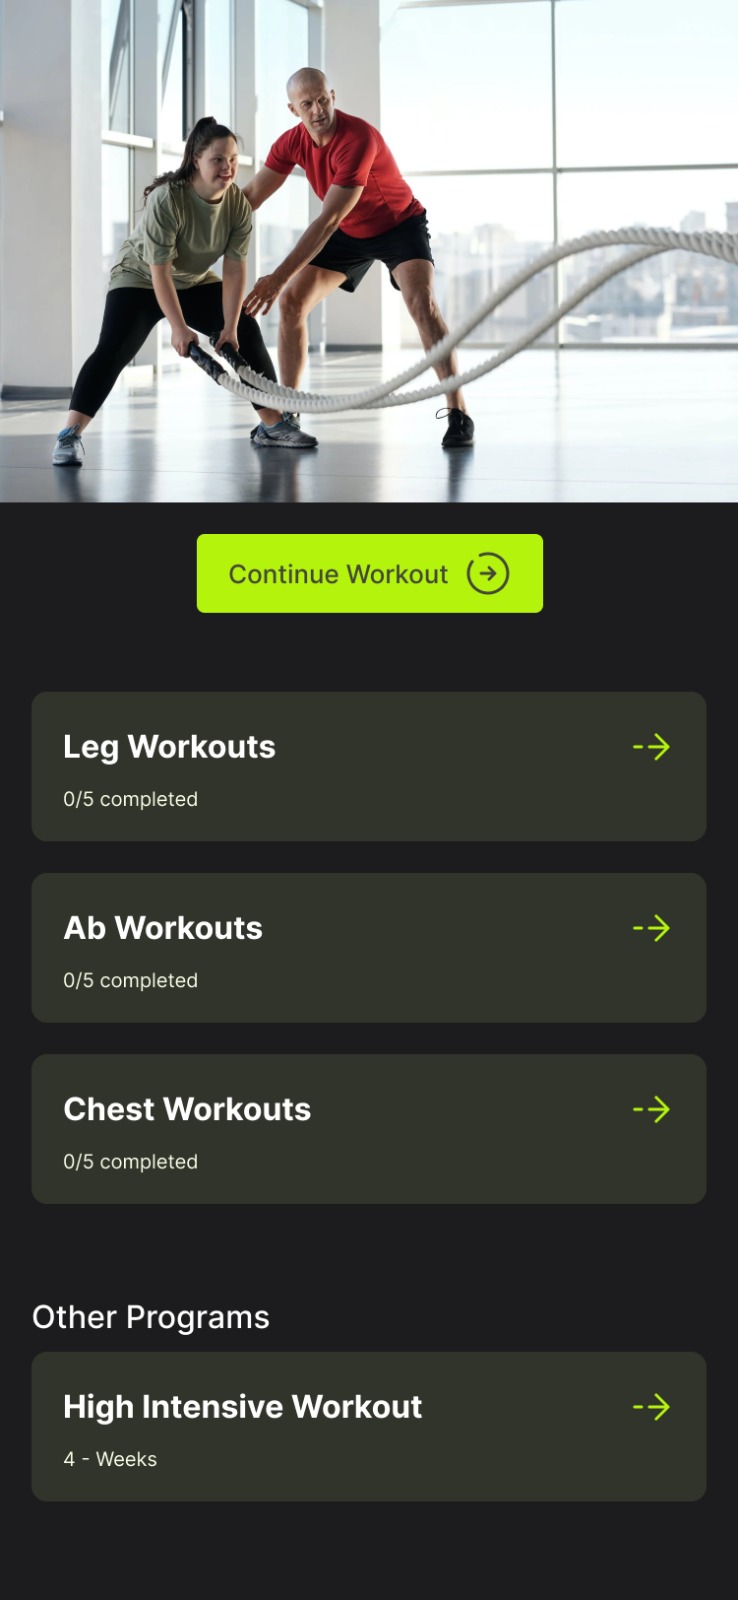 Continue Workout
Leg Workouts
0/5 completed
Ab Workouts
0/5 completed
Chest Workouts
0/5 completed
Other Programs
High Intensive Workout
4 - Weeks